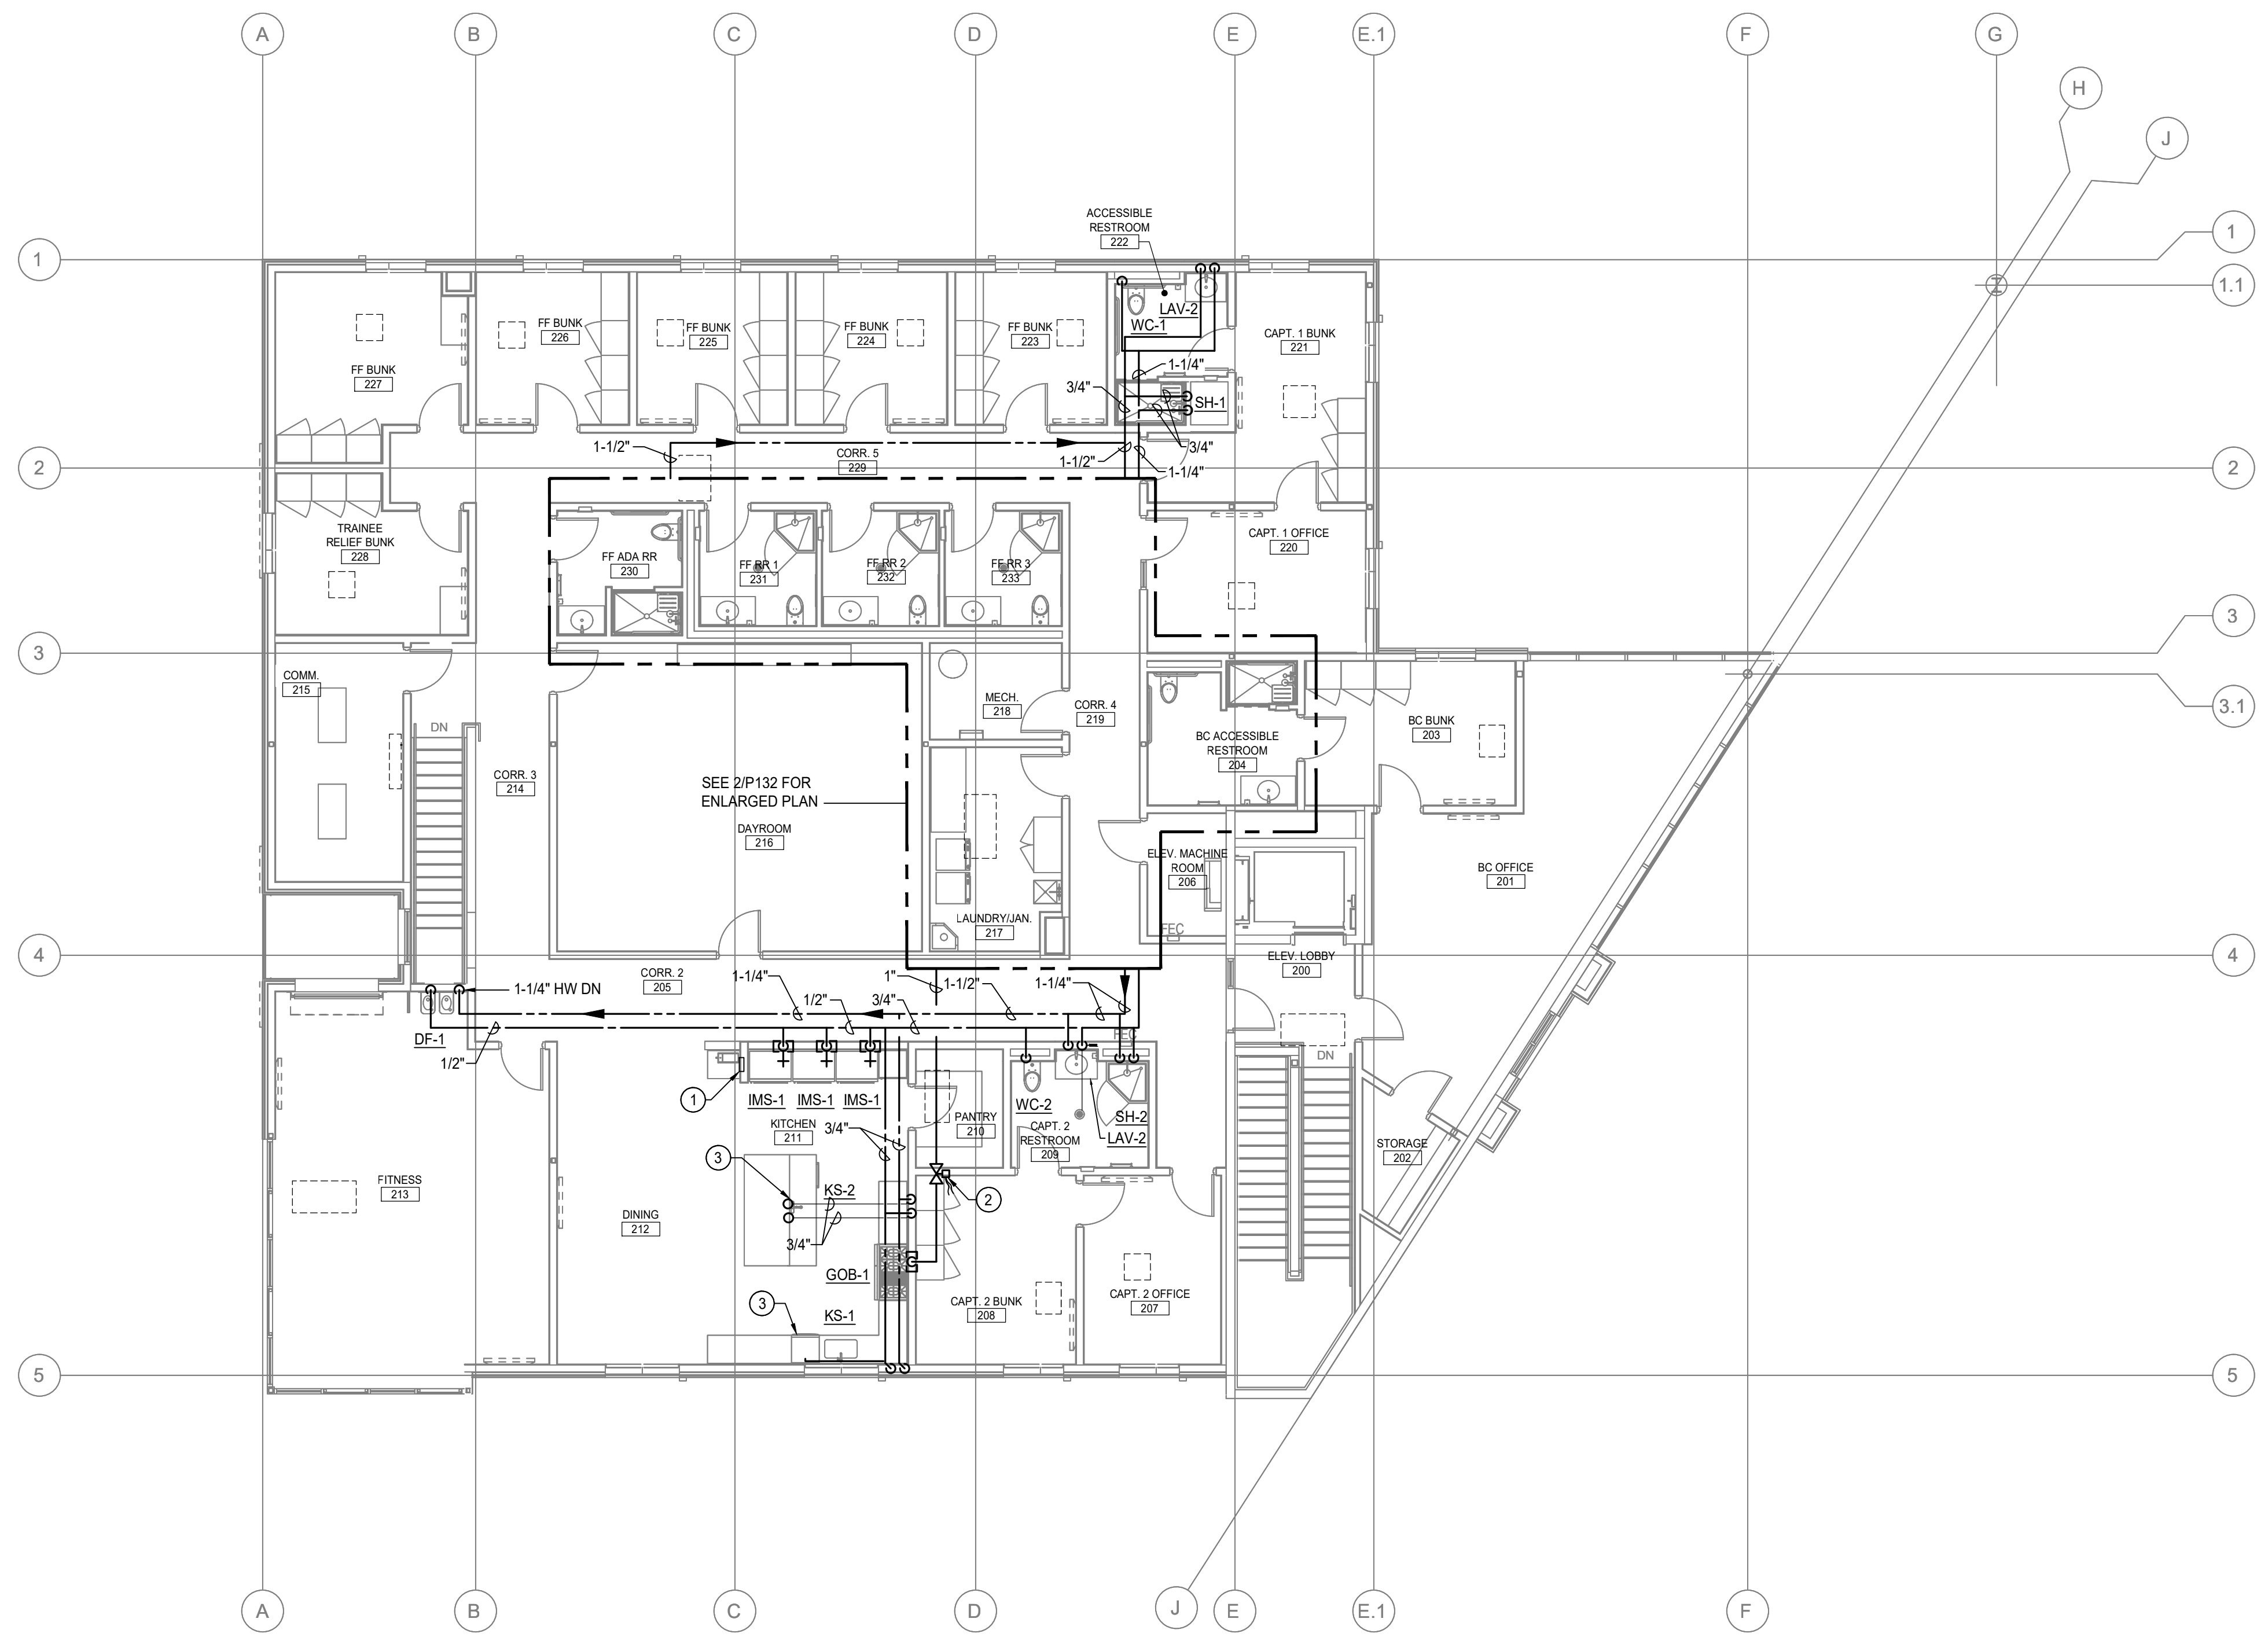 A
B
C
D
E
E.1
F
G
H
J
1
1
1.1
ACCESSIBLE
RESTROOM
222
LAV-2
WC-1
FF BUNK
226
FF BUNK
225
FF BUNK
224
FF BUNK
223
CAPT. 1 BUNK
221
FF BUNK
227
1-1/4"
3/4"
SH-1
3/4"
1-1/2"
1-1/2"
1-1/4"
CORR. 5
229
2
2
TRAINEE
RELIEF BUNK
228
FF ADA RR
230
FF RR 1
231
FF RR 2
232
FF RR 3
233
CAPT. 1 OFFICE
220
3
3
3.1
COMM.
215
DN
MECH.
218
CORR. 4
219
BC ACCESSIBLE
RESTROOM
204
BC BUNK
203
CORR. 3
214
SEE 2/P132 FOR
ENLARGED PLAN
DAYROOM
216
ELEV. MACHINE
ROOM
206
BC OFFICE
201
LAUNDRY/JAN.
217
FEC
4
4
ELEV. LOBBY
200
CORR. 2
205
1-1/4"
1"
1-1/2"
1-1/4"
1-1/4" HW DN
1/2"
3/4"
DF-1
1/2"
FEC
DN
1
IMS-1
IMS-1
IMS-1
WC-2
SH-2
LAV-2
KITCHEN
211
3/4"
PANTRY
210
CAPT. 2
RESTROOM
209
STORAGE
202
3
FITNESS
213
KS-2
2
DINING
212
3/4"
GOB-1
3
KS-1
CAPT. 2 BUNK
208
CAPT. 2 OFFICE
207
5
5
A
B
C
D
J
E
E.1
F